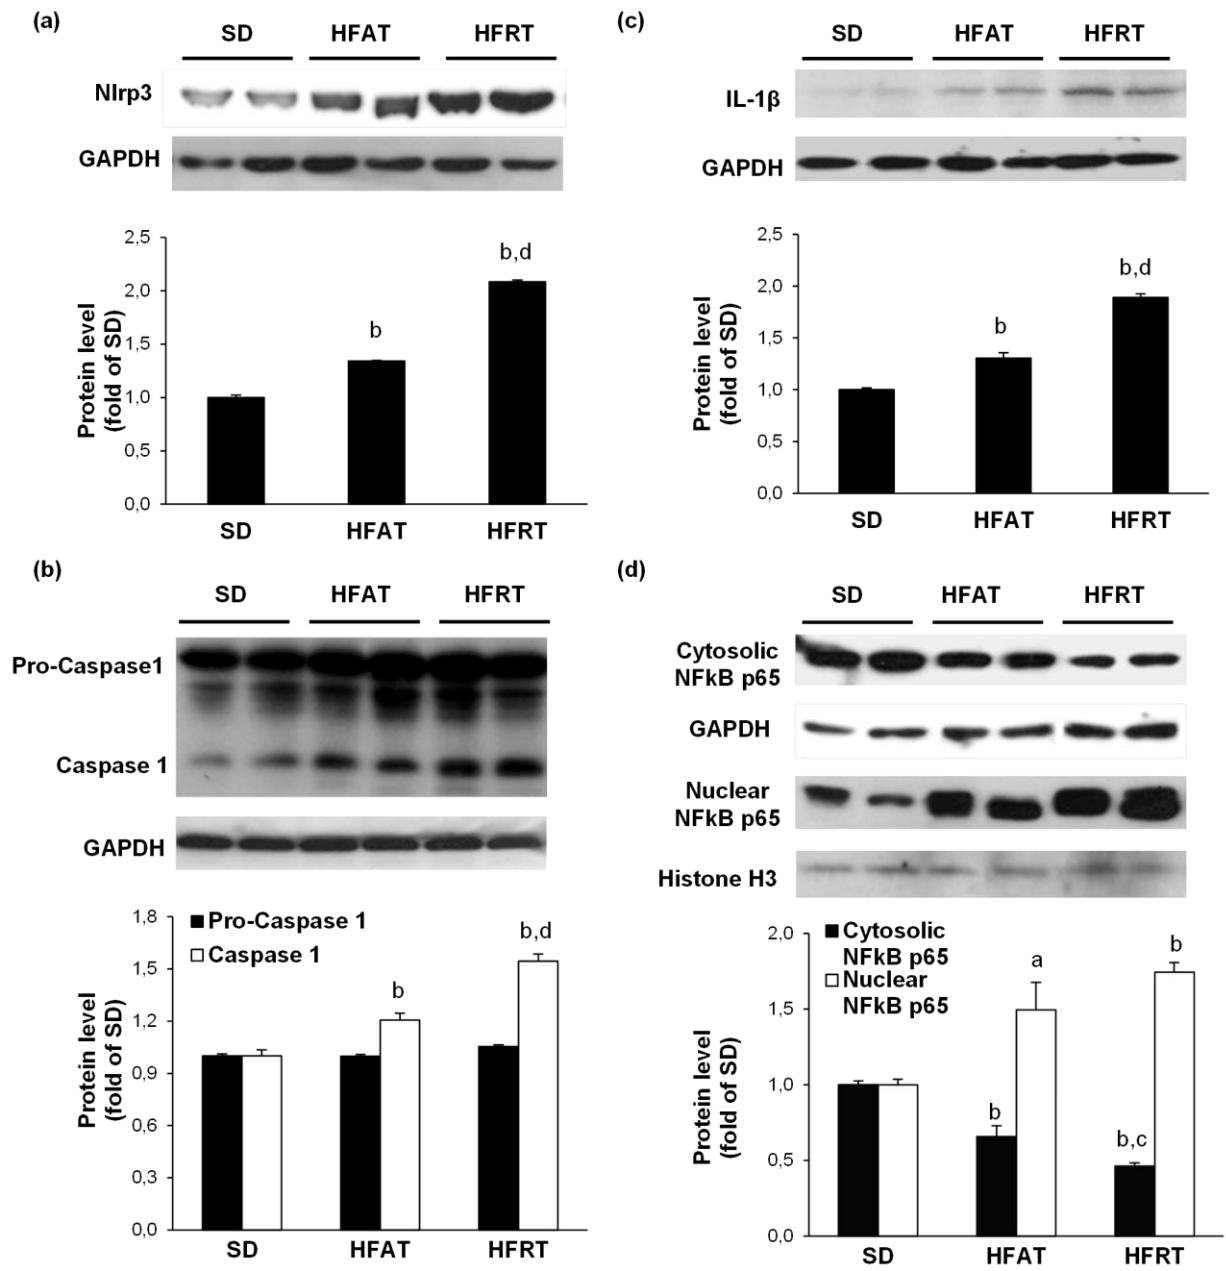 (a)
SD HFAT HFRT
Nlrp3
GAPDH
2,5
2,0
1,5
1,0
0,5
0,0
Protein level
(fold of SD)
b
b,d
SD HFAT HFRT
(c)
SD HFAT HFRT
IL-1β
GAPDH
2,5
2,0
1,5
1,0
0,5
0,0
Protein level
(fold of SD)
b
b,d
SD HFAT HFRT
(b)
SD HFAT HFRT
Pro-Caspase1
Caspase 1
GAPDH
1,8
1,5
1,2
0,9
0,6
0,3
0,0
Protein level
(fold of SD)
Pro-Caspase 1
Caspase 1
b
b,d
SD HFAT HFRT
(d)
SD HFAT HFRT
Cytosolic
NFkB p65
GAPDH
Nuclear
NFkB p65
Histone H3
2,0
1,5
1,0
0,5
0,0
Protein level
(fold of SD)
Cytosolic
NFkB p65
Nuclear
NFkB p65
b
a
b,c
b
SD HFAT HFRT